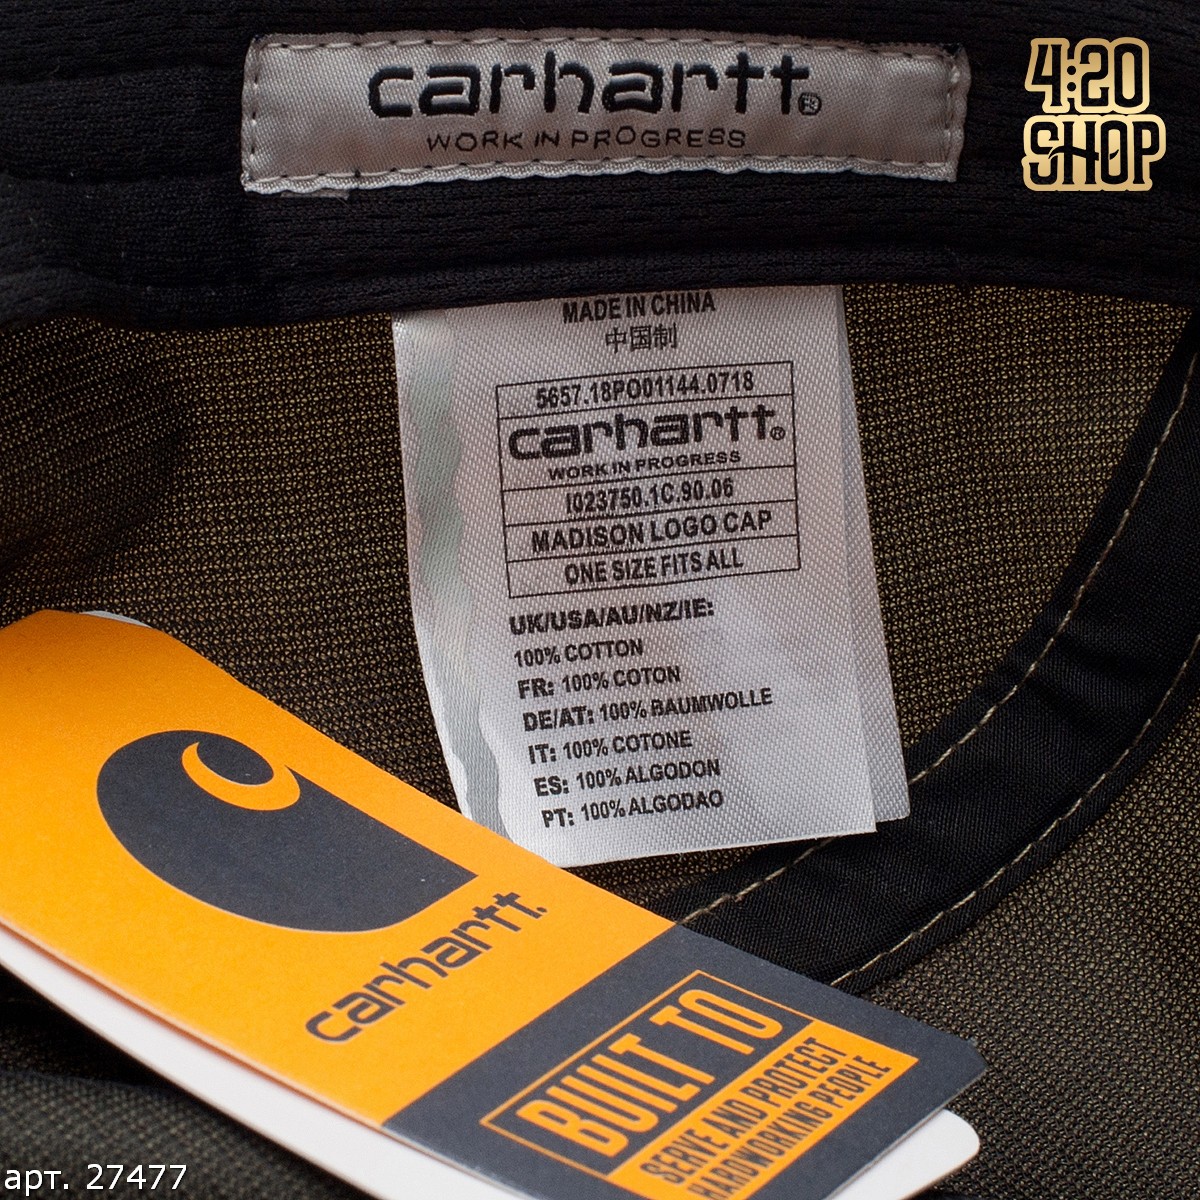 carhartt®
WORK IN PROGRESS
4:20
SHOP
MADE IN CHINA
中国制
5657.18PO01144.0718
carhartt®
WORK IN PROGRESS
I023750.1C.90.06
MADISON LOGO CAP
ONE SIZE FITS ALL
UK/USA/AU/NZ/IE:
100% COTTON
FR: 100% COTON
DE/AT: 100% BAUMWOLLE
IT: 100% COTONE
ES: 100% ALGODON
PT: 100% ALGODAO
carhartt.
BUILT TO
SERVE AND PROTECT
HARDWORKING PEOPLE
арт. 27477